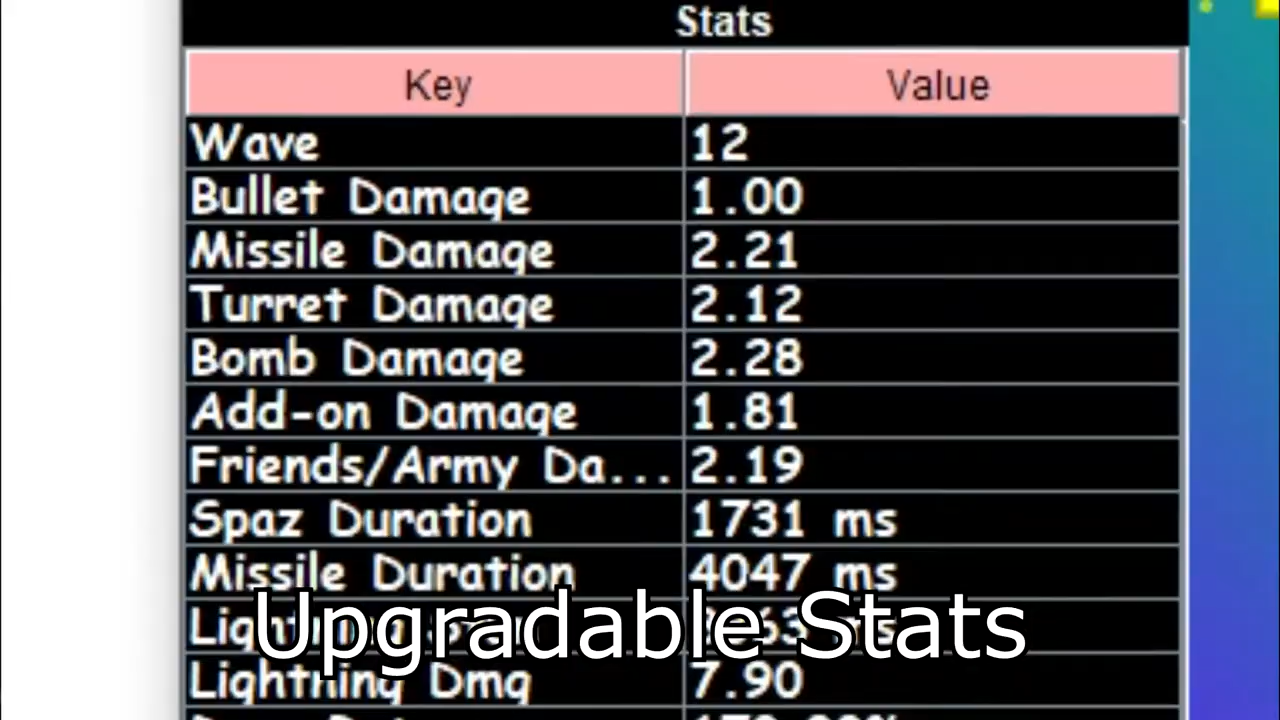 Stats
Key Value
Wave 12
Bullet Damage 1.00
Missile Damage 2.21
Turret Damage 2.12
Bomb Damage 2.28
Add-on Damage 1.81
Friends/Army Da... 2.19
Spaz Duration 1731 ms
Missile Duration 4047 ms
Upgradable Stats
Lightning Dmg 7.90